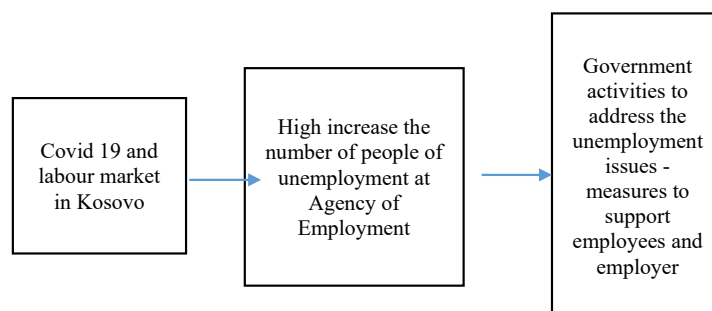 Covid 19 and
labour market
in Kosovo
High increase the
number of people of
unemployment at
Agency of
Employment
Government
activities to
address the
unemployment
issues -
measures to
support
employees and
employer